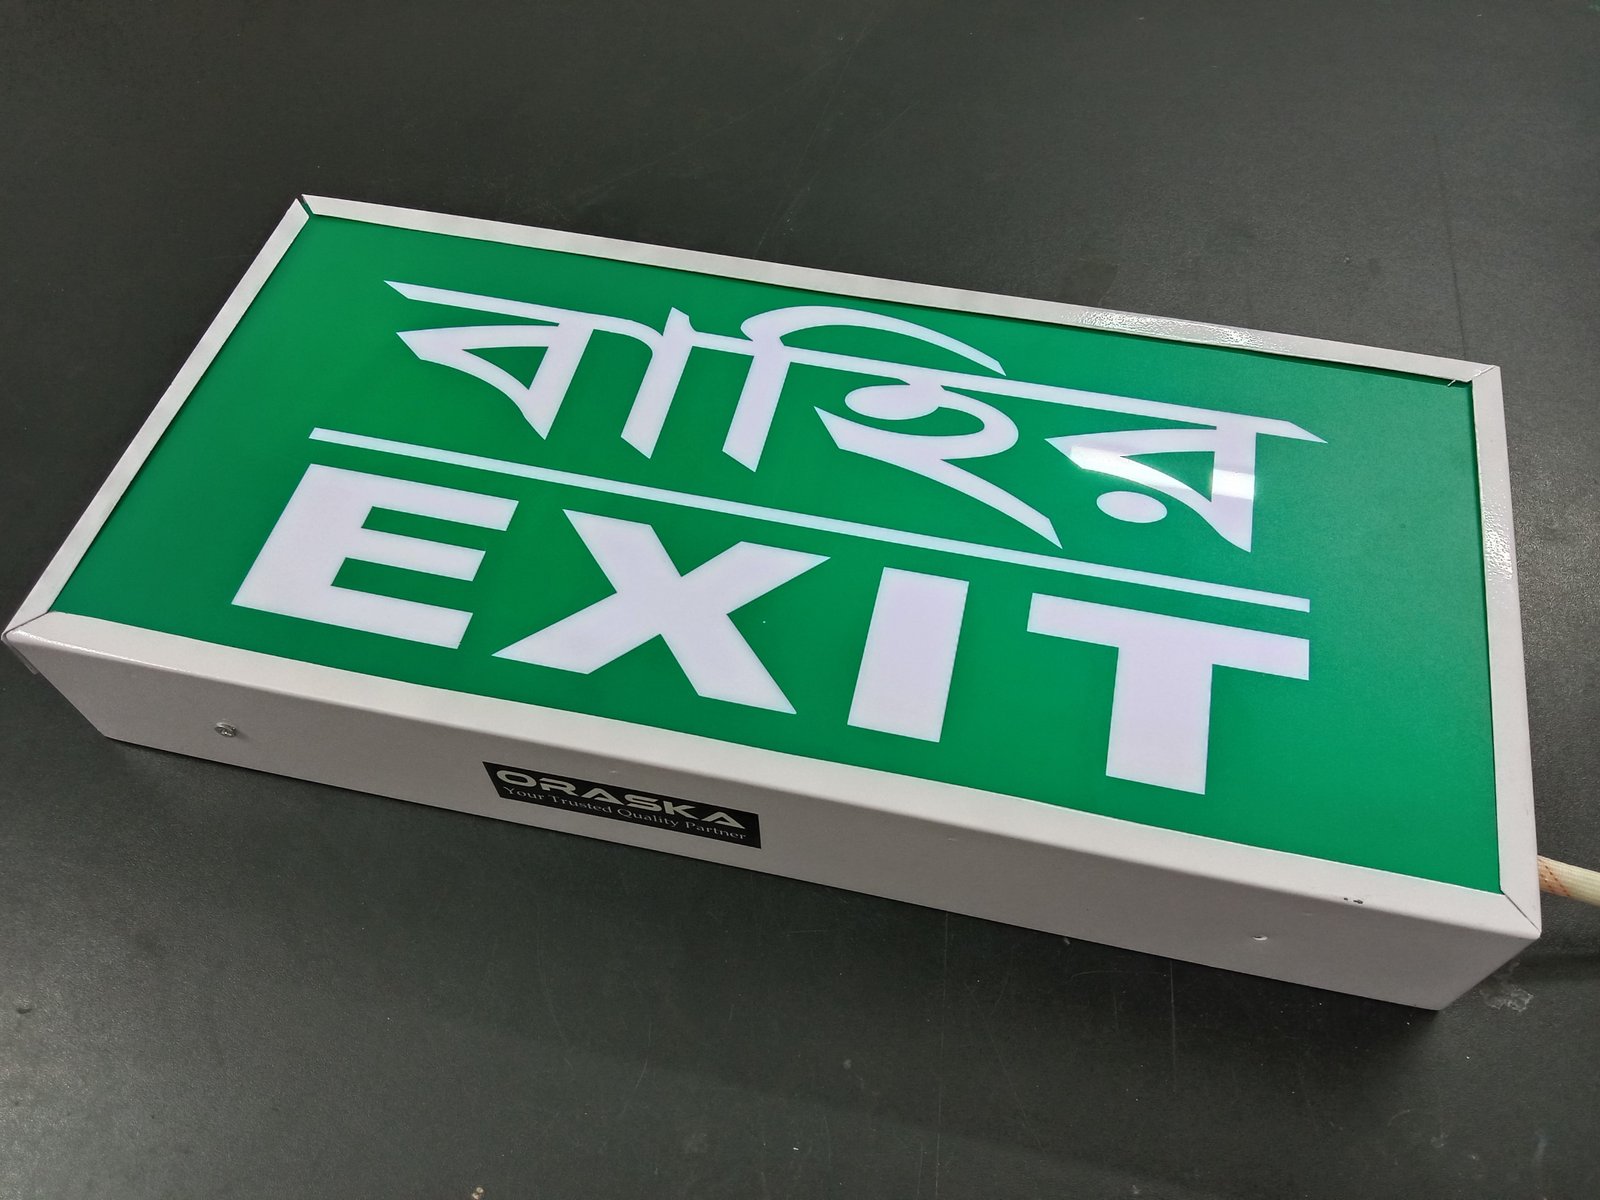 বাহির
EXIT
ORASKA
Your Trusted Quality Partner